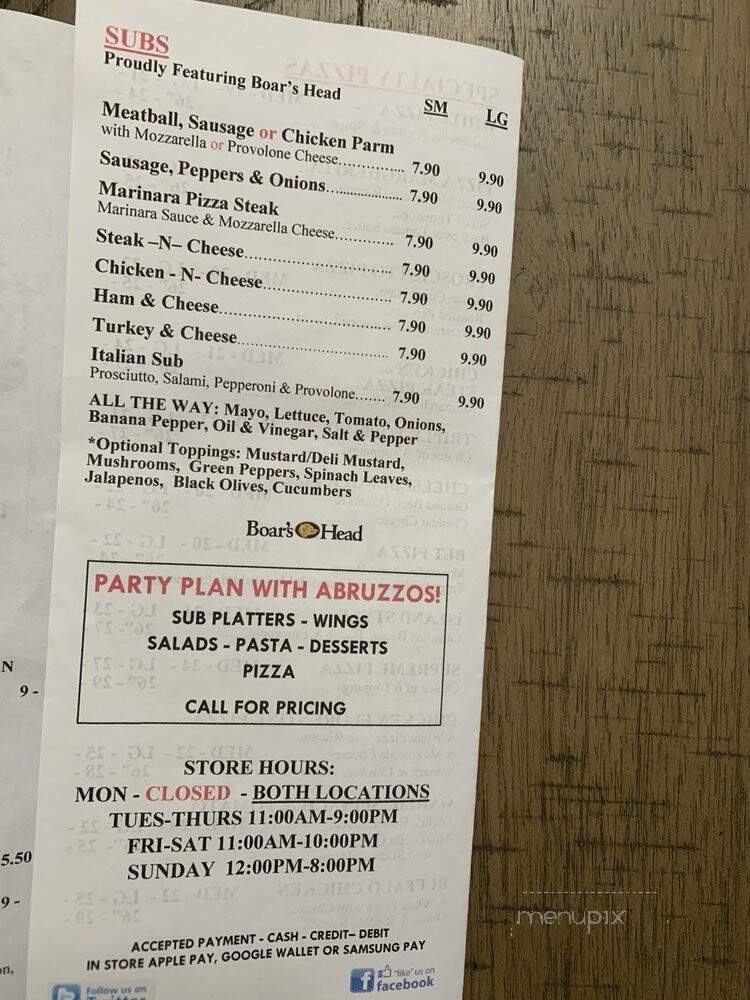 SUBS
Proudly Featuring Boar's Head
SM LG
Meatball, Sausage or Chicken Parm
with Mozzarella or Provolone Cheese.............. 7.90 9.90
Sausage, Peppers & Onions.................... 7.90 9.90
Marinara Pizza Steak
Marinara Sauce & Mozzarella Cheese............ 7.90 9.90
Steak –N– Cheese.............................. 7.90 9.90
Chicken - N- Cheese........................... 7.90 9.90
Ham & Cheese................................... 7.90 9.90
Turkey & Cheese............................... 7.90 9.90
Italian Sub
Prosciutto, Salami, Pepperoni & Provolone....... 7.90 9.90
ALL THE WAY: Mayo, Lettuce, Tomato, Onions,
Banana Pepper, Oil & Vinegar, Salt & Pepper
*Optional Toppings: Mustard/Deli Mustard,
Mushrooms, Green Peppers, Spinach Leaves,
Jalapenos, Black Olives, Cucumbers
Boar's Head
PARTY PLAN WITH ABRUZZOS!
SUB PLATTERS - WINGS
SALADS - PASTA - DESSERTS
PIZZA
CALL FOR PRICING
STORE HOURS:
MON - CLOSED - BOTH LOCATIONS
TUES-THURS 11:00AM-9:00PM
FRI-SAT 11:00AM-10:00PM
SUNDAY 12:00PM-8:00PM
ACCEPTED PAYMENT - CASH - CREDIT– DEBIT
IN STORE APPLE PAY, GOOGLE WALLET OR SAMSUNG PAY
Follow us on
"like" us on
facebook
N
9 -
5.50
9 -
menupix